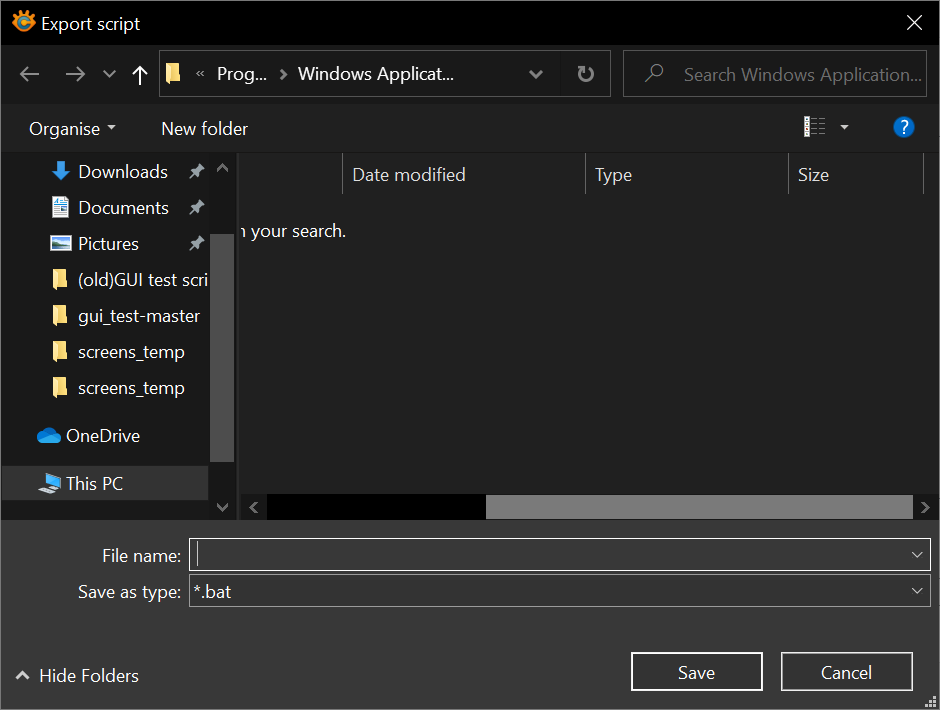 Export script
« Prog... > Windows Applicat...
Search Windows Application...
Organise
New folder
?
Downloads
Documents
Pictures
(old)GUI test scri
gui_test-master
screens_temp
screens_temp
OneDrive
This PC
Date modified
Type
Size
your search.
File name:
Save as type:
*.bat
Hide Folders
Save
Cancel